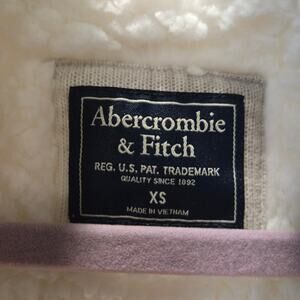 Abercrombie
& Fitch
REG. U.S. PAT. TRADEMARK
QUALITY SINCE 1892
XS
MADE IN VIETNAM